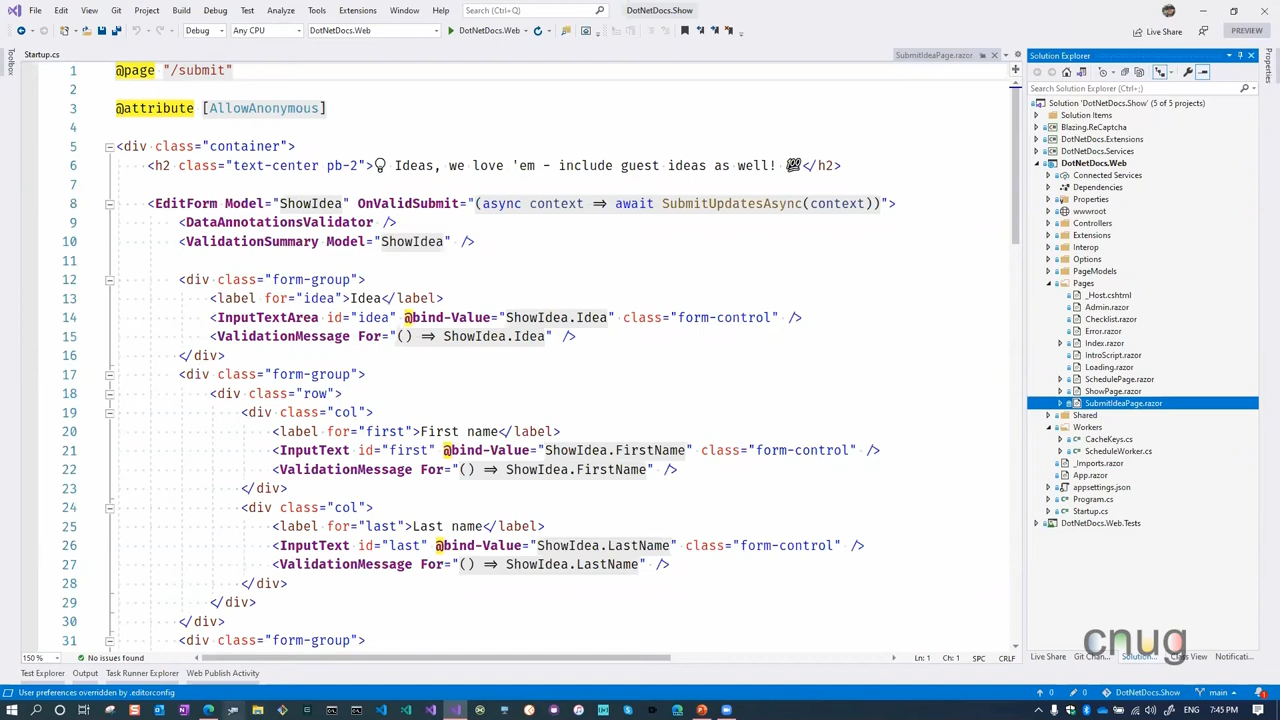 File Edit View Git Project Build Debug Test Analyze Tools Extensions Window Help Search (Ctrl+Q) DotNetDocs.Show
Debug Any CPU DotNetDocs.Web DotNetDocs.Web Live Share PREVIEW
Toolbox
Startup.cs SubmitIdeaPage.razor
1 @page "/submit"
2
3 @attribute [AllowAnonymous]
4
5 <div class="container">
6 <h2 class="text-center pb-2">💡 Ideas, we love 'em - include guest ideas as well! 💯</h2>
7
8 <EditForm Model="ShowIdea" OnValidSubmit="(async context => await SubmitUpdatesAsync(context))">
9 <DataAnnotationsValidator />
10 <ValidationSummary Model="ShowIdea" />
11
12 <div class="form-group">
13 <label for="idea">Idea</label>
14 <InputTextArea id="idea" @bind-Value="ShowIdea.Idea" class="form-control" />
15 <ValidationMessage For="() => ShowIdea.Idea" />
16 </div>
17 <div class="form-group">
18 <div class="row">
19 <div class="col">
20 <label for="first">First name</label>
21 <InputText id="first" @bind-Value="ShowIdea.FirstName" class="form-control" />
22 <ValidationMessage For="() => ShowIdea.FirstName" />
23 </div>
24 <div class="col">
25 <label for="last">Last name</label>
26 <InputText id="last" @bind-Value="ShowIdea.LastName" class="form-control" />
27 <ValidationMessage For="() => ShowIdea.LastName" />
28 </div>
29 </div>
30 </div>
31 <div class="form-group">
150 % No issues found Ln: 1 Ch: 1 SPC CRLF
Solution Explorer
Search Solution Explorer (Ctrl+;)
Solution 'DotNetDocs.Show' (5 of 5 projects)
Solution Items
Blazing.ReCaptcha
DotNetDocs.Extensions
DotNetDocs.Services
DotNetDocs.Web
Connected Services
Dependencies
Properties
wwwroot
Controllers
Extensions
Interop
Options
PageModels
Pages
_Host.cshtml
Admin.razor
Checklist.razor
Error.razor
Index.razor
IntroScript.razor
Loading.razor
SchedulePage.razor
ShowPage.razor
SubmitIdeaPage.razor
Shared
Workers
CacheKeys.cs
ScheduleWorker.cs
_Imports.razor
App.razor
appsettings.json
Program.cs
Startup.cs
DotNetDocs.Web.Tests
Properties
cnug
Live Share Git Chan... Solution... Class View Notificati...
Test Explorer Output Task Runner Explorer Web Publish Activity
User preferences overridden by .editorconfig 0 0 DotNetDocs.Show main 1
ENG 7:45 PM